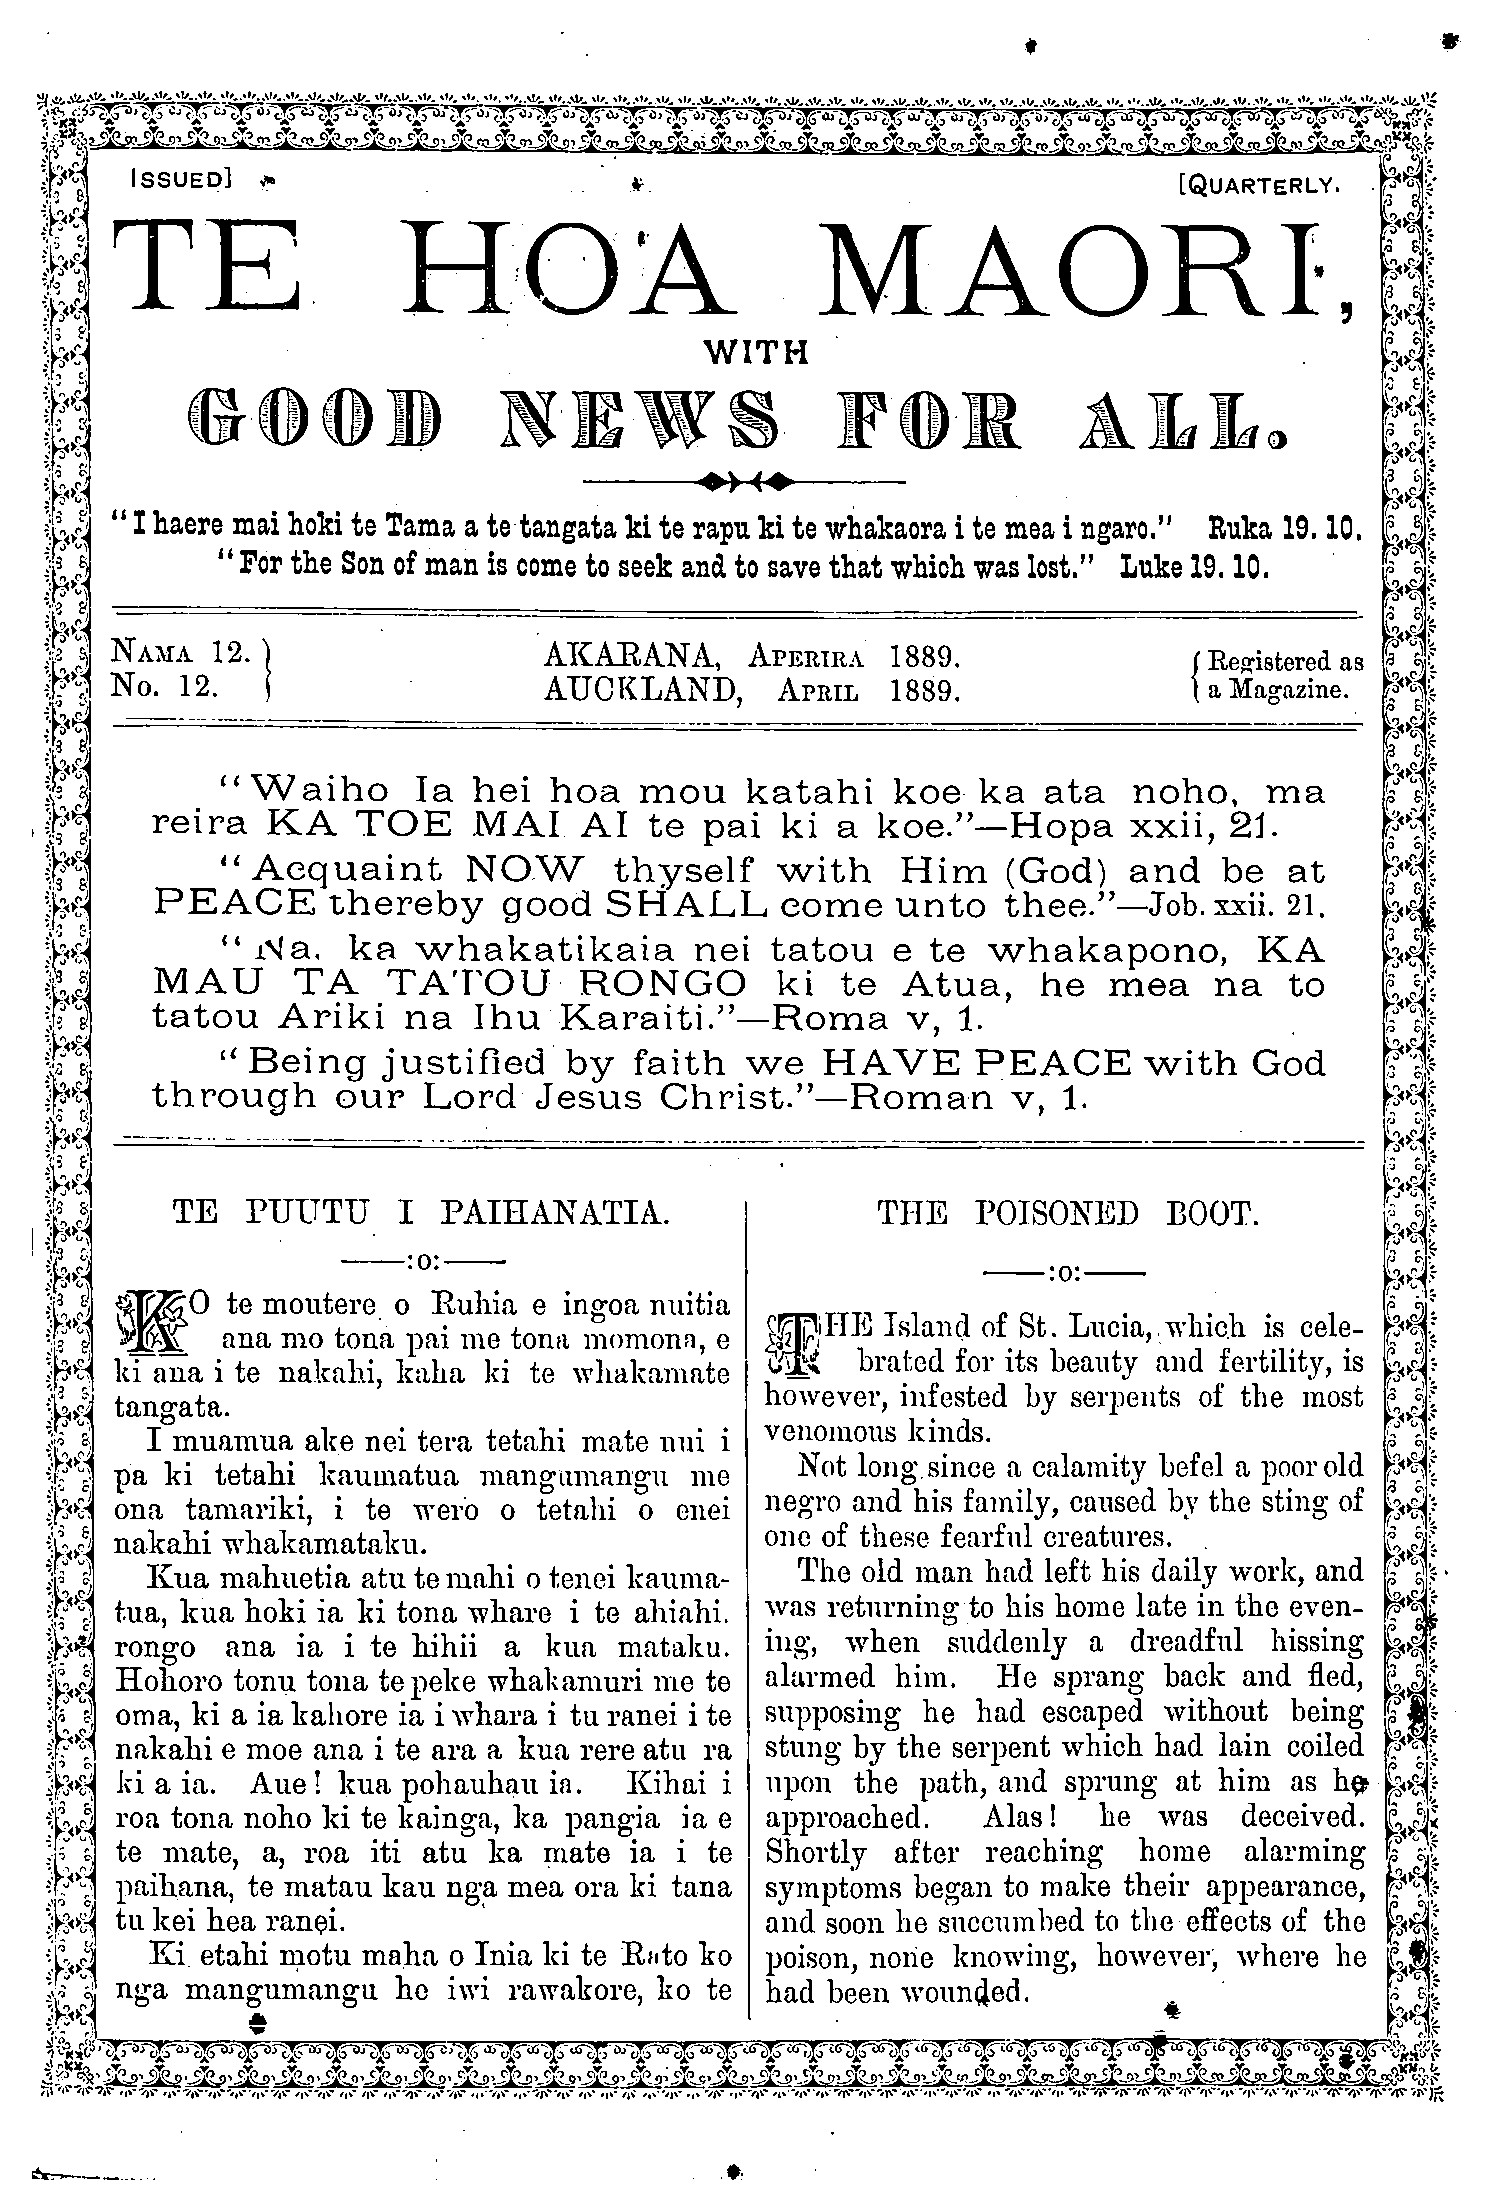 ISSUED] [QUARTERLY.
TE HOA MAORI,
WITH
GOOD NEWS FOR ALL.
"I haere mai hoki te Tama a te tangata ki te rapu ki te whakaora i te mea i ngaro." Ruka 19. 10.
"For the Son of man is come to seek and to save that which was lost." Luke 19. 10.
NAMA 12. } AKARANA, APERIRA 1889. { Registered as
No. 12. } AUCKLAND, APRIL 1889. { a Magazine.
"Waiho Ia hei hoa mou katahi koe ka ata noho, ma
reira KA TOE MAI AI te pai ki a koe."—Hopa xxii, 21.
"Acquaint NOW thyself with Him (God) and be at
PEACE thereby good SHALL come unto thee."—Job. xxii. 21.
"Na, ka whakatikaia nei tatou e te whakapono, KA
MAU TA TATOU RONGO ki te Atua, he mea na to
tatou Ariki na Ihu Karaiti."—Roma v, 1.
"Being justified by faith we HAVE PEACE with God
through our Lord Jesus Christ."—Roman v, 1.
TE PUUTU I PAIHANATIA.
——:o:——
KO te moutere o Ruhia e ingoa nuitia
ana mo tona pai me tona momona, e
ki ana i te nakahi, kaha ki te whakamate
tangata.
I muamua ake nei tera tetahi mate nui i
pa ki tetahi kaumatua mangumangu me
ona tamariki, i te wero o tetahi o enei
nakahi whakamataku.
Kua mahuetia atu te mahi o tenei kauma-
tua, kua hoki ia ki tona whare i te ahiahi.
rongo ana ia i te hihii a kua mataku.
Hohoro tonu tona te peke whakamuri me te
oma, ki a ia kahore ia i whara i tu ranei i te
nakahi e moe ana i te ara a kua rere atu ra
ki a ia. Aue! kua pohauhau ia. Kihai i
roa tona noho ki te kainga, ka pangia ia e
te mate, a, roa iti atu ka mate ia i te
paihana, te matau kau nga mea ora ki tana
tu kei hea ranei.
Ki etahi motu maha o Inia ki te Rato ko
nga mangumangu he iwi rawakore, ko te
THE POISONED BOOT.
——:o:——
THE Island of St. Lucia, which is cele-
brated for its beauty and fertility, is
however, infested by serpents of the most
venomous kinds.
Not long since a calamity befel a poor old
negro and his family, caused by the sting of
one of these fearful creatures.
The old man had left his daily work, and
was returning to his home late in the even-
ing, when suddenly a dreadful hissing
alarmed him. He sprang back and fled,
supposing he had escaped without being
stung by the serpent which had lain coiled
upon the path, and sprung at him as he
approached. Alas! he was deceived.
Shortly after reaching home alarming
symptoms began to make their appearance,
and soon he succumbed to the effects of the
poison, none knowing, however, where he
had been wounded.